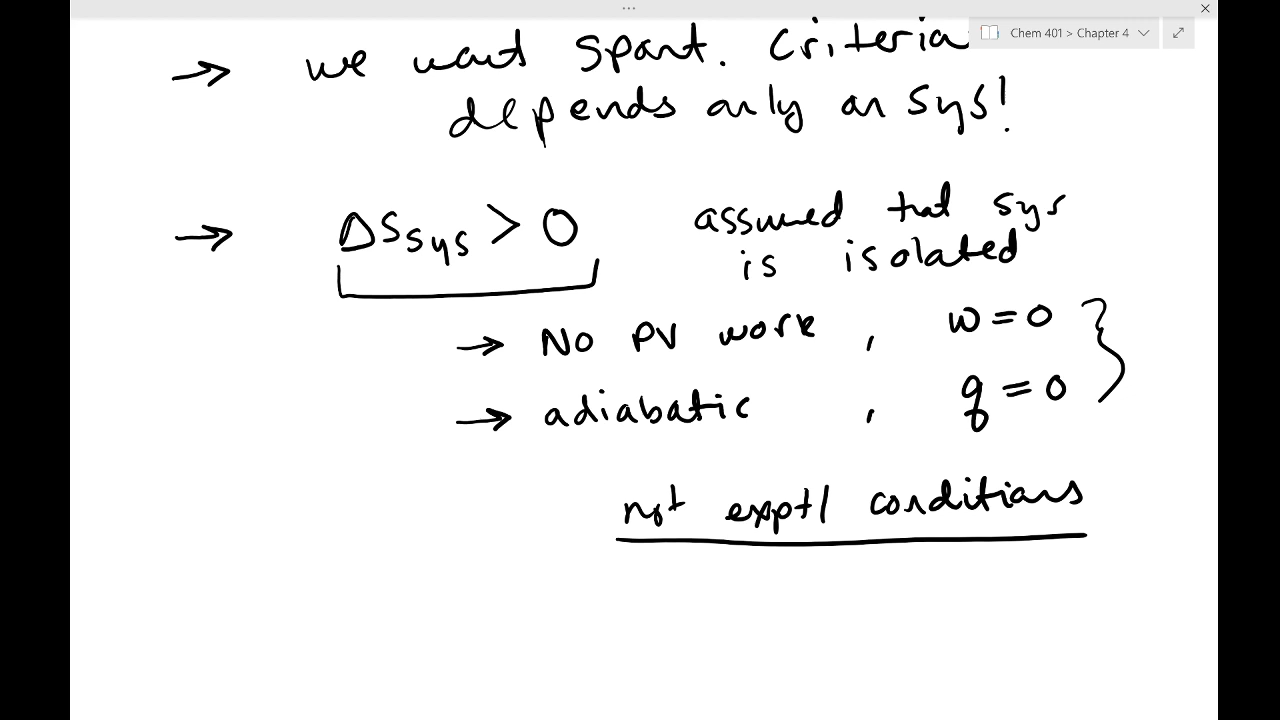 Chem 401 > Chapter 4
→ we want spont. criteria
depends only on sys!
→ ΔSsys > 0 assumed that sys
is isolated
→ No PV work , w = 0
→ adiabatic , q = 0
not exptl conditions